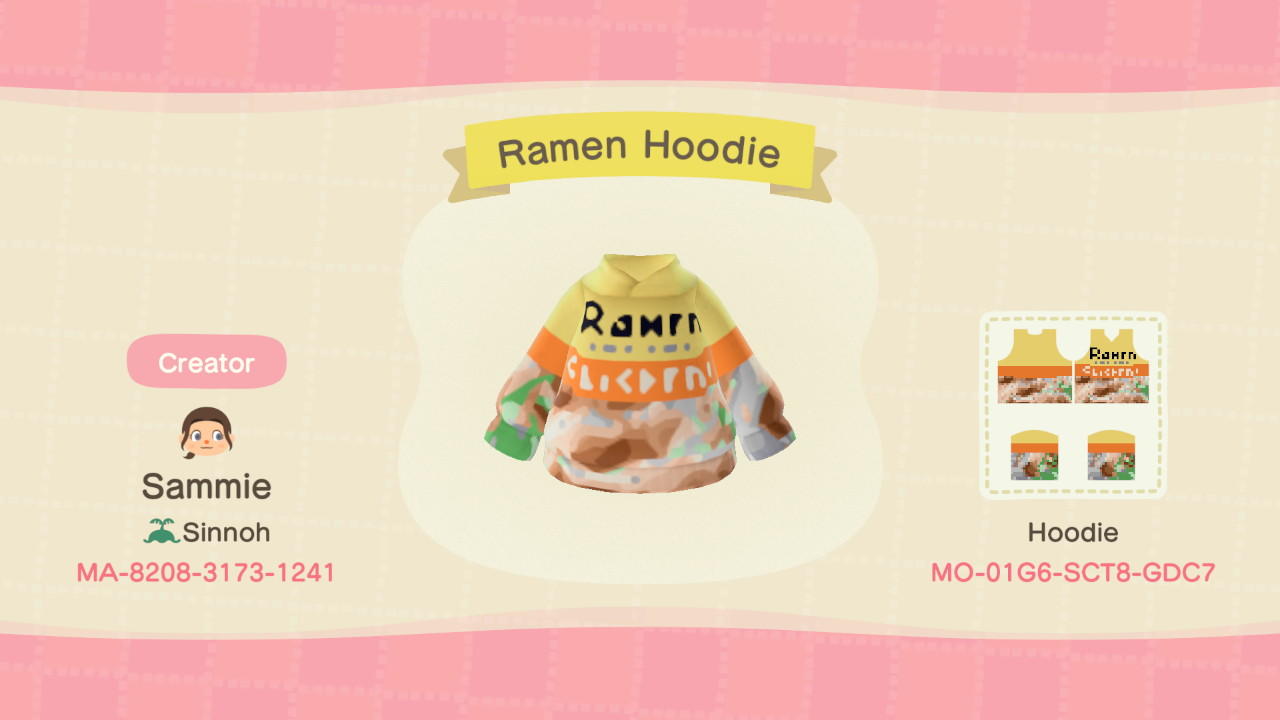 Ramen Hoodie
Creator
Sammie
Sinnoh
MA-8208-3173-1241
Hoodie
MO-01G6-SCT8-GDC7